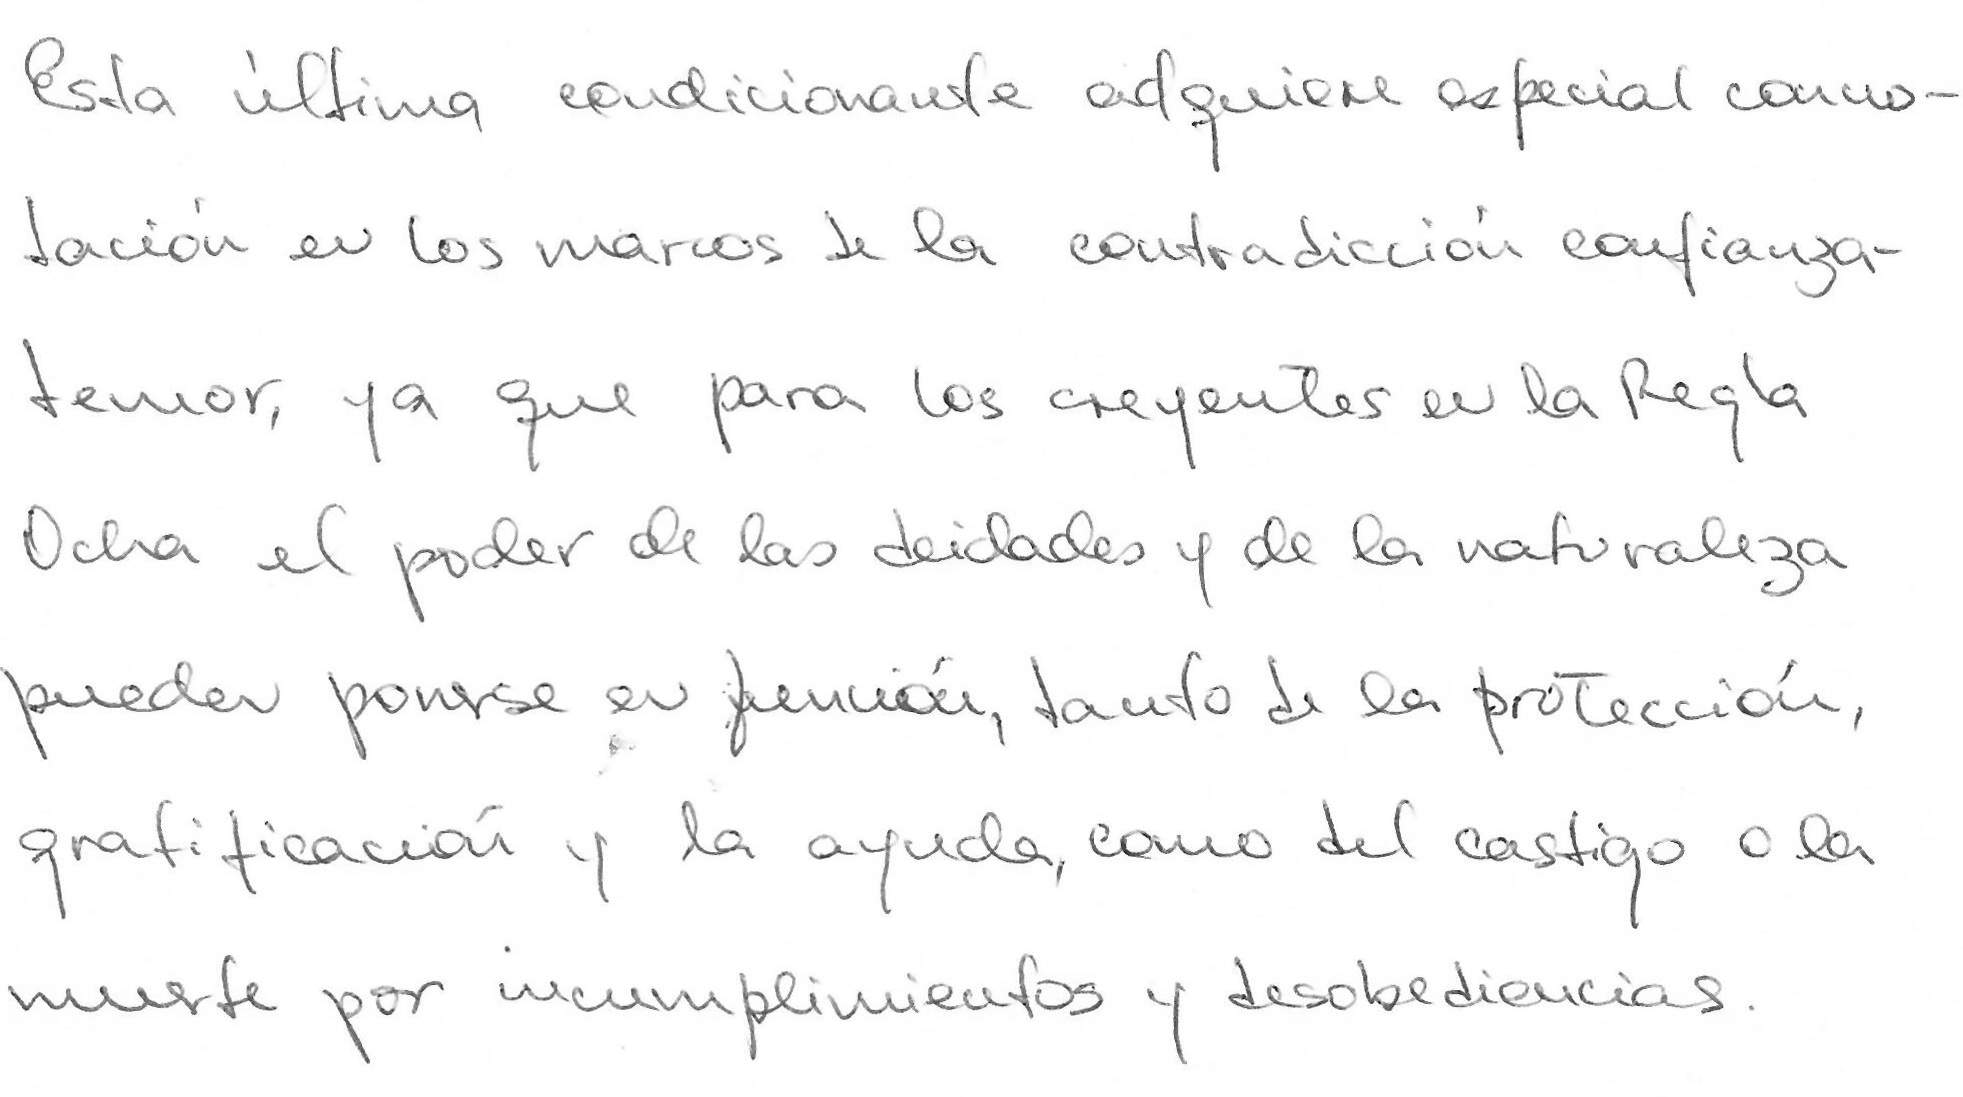 Esta última condicionante adquiere especial conno-
tación en los marcos de la contradicción confianza-
temor, ya que para los creyentes en la Regla
Ocha el poder de las deidades y de la naturaleza
pueden ponerse en función, tanto de la protección,
gratificación y la ayuda, como del castigo o la
muerte por incumplimientos y desobediencias.